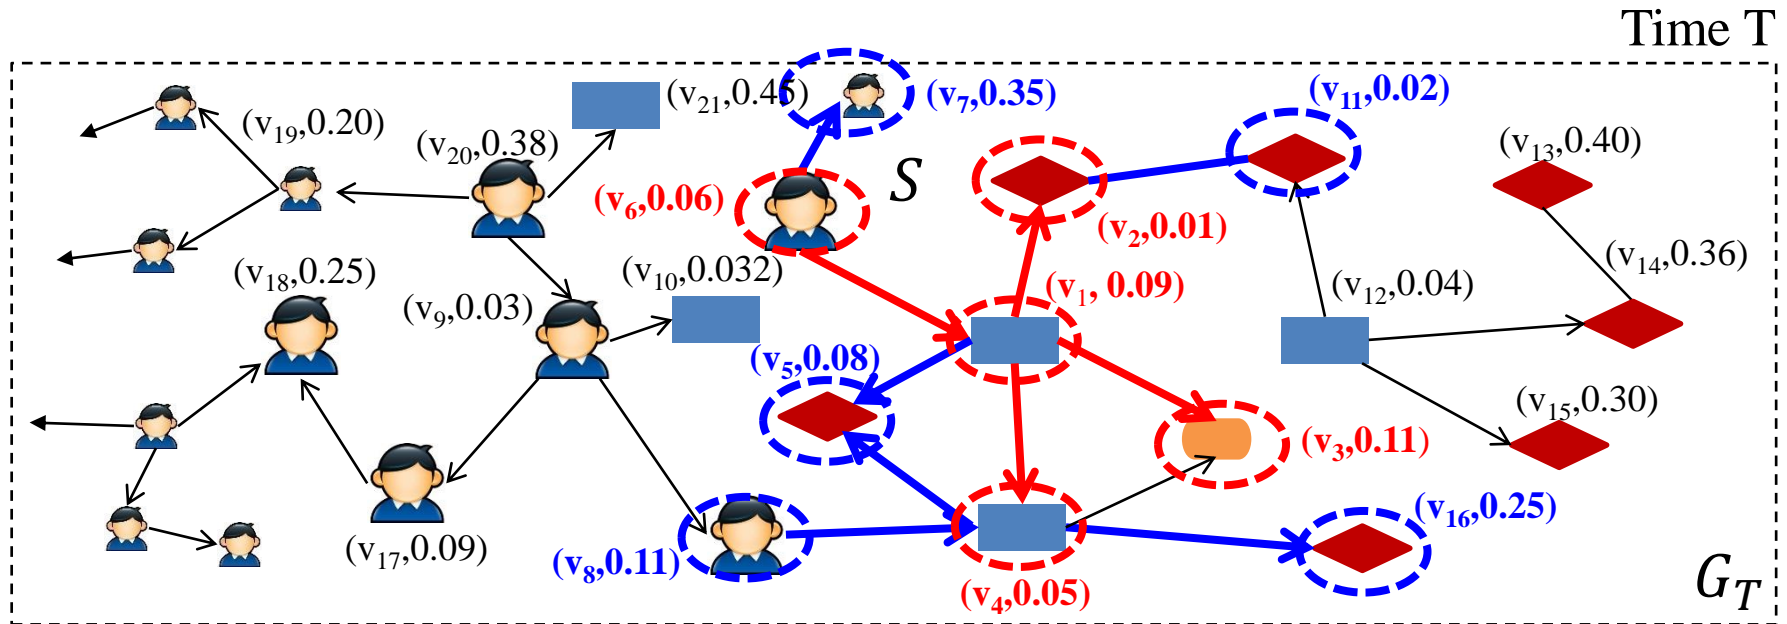 Time T
(v7,0.35)
(v11,0.02)
(v21,0.45)
(v19,0.20)
(v20,0.38)
(v13,0.40)
S
(v6,0.06)
(v2,0.01)
(v14,0.36)
(v18,0.25)
(v10,0.032)
(v1, 0.09)
(v12,0.04)
(v9,0.03)
(v5,0.08)
(v15,0.30)
(v3,0.11)
(v16,0.25)
(v17,0.09)
(v8,0.11)
(v4,0.05)
GT